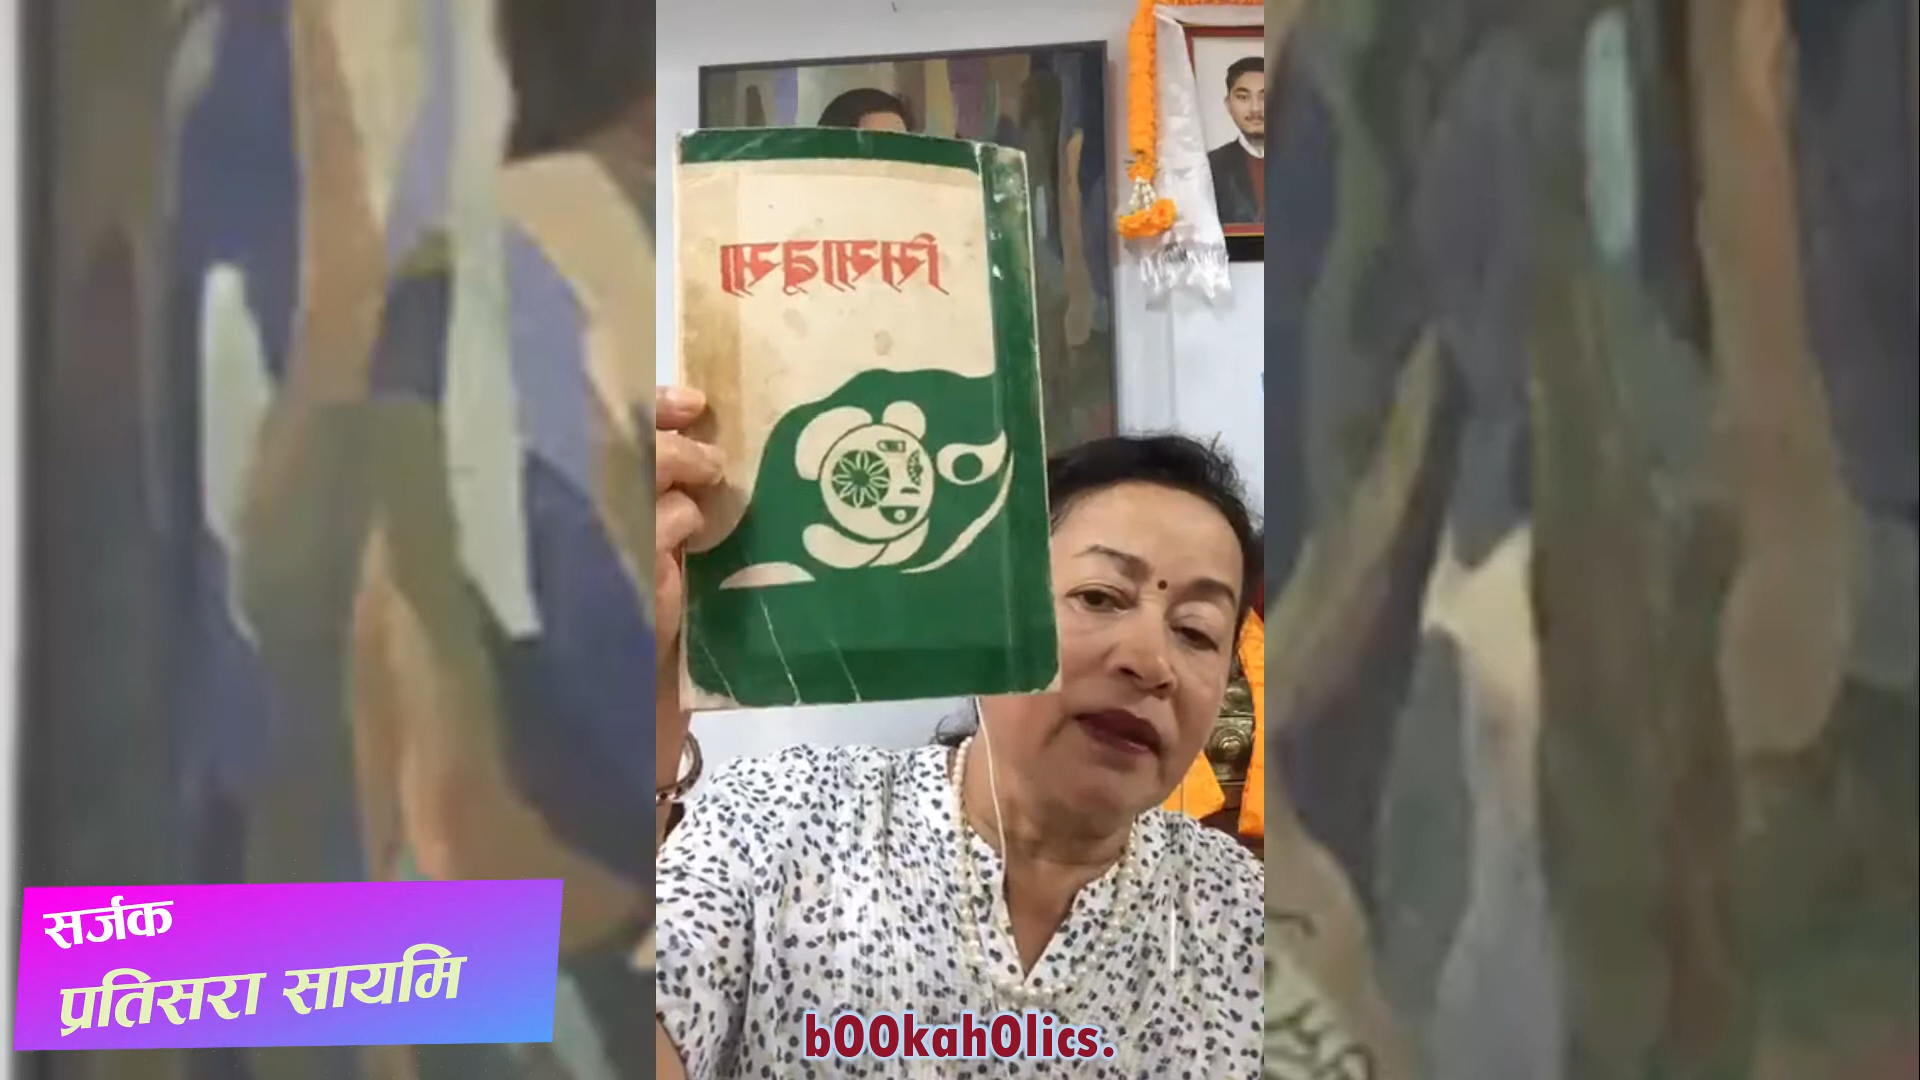 सर्जक
प्रतिसरा सायमि
b00kah0lics.